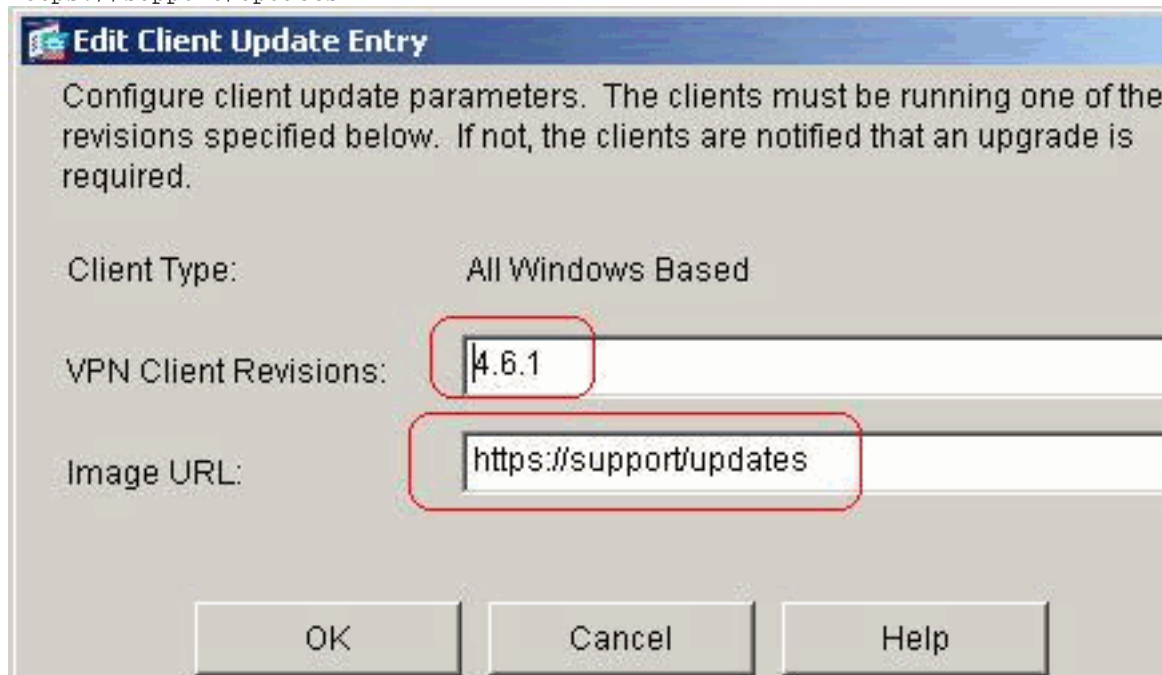 Edit Client Update Entry
Configure client update parameters. The clients must be running one of the
revisions specified below. If not, the clients are notified that an upgrade is
required.
Client Type: All Windows Based
VPN Client Revisions: 4.6.1
Image URL: https://support/updates
OK Cancel Help